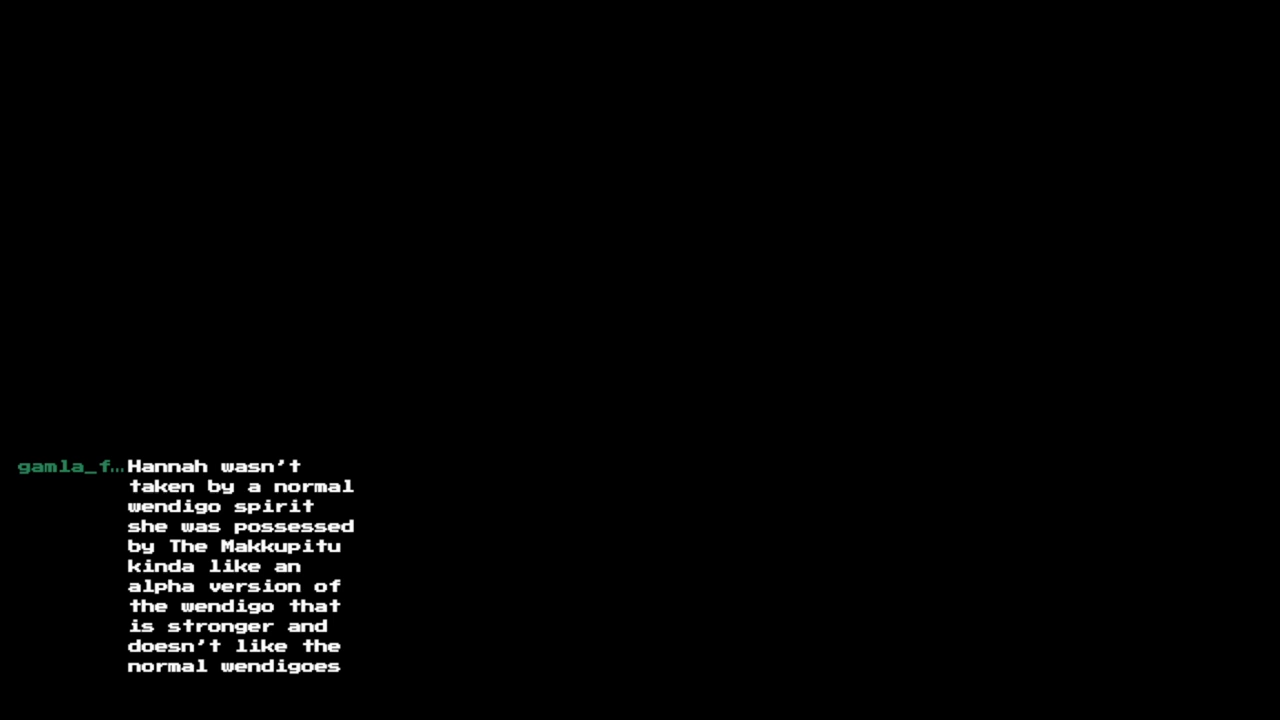 gamla_f…Hannah wasn't
taken by a normal
wendigo spirit
she was possessed
by The Makkupitu
kinda like an
alpha version of
the wendigo that
is stronger and
doesn't like the
normal wendigoes